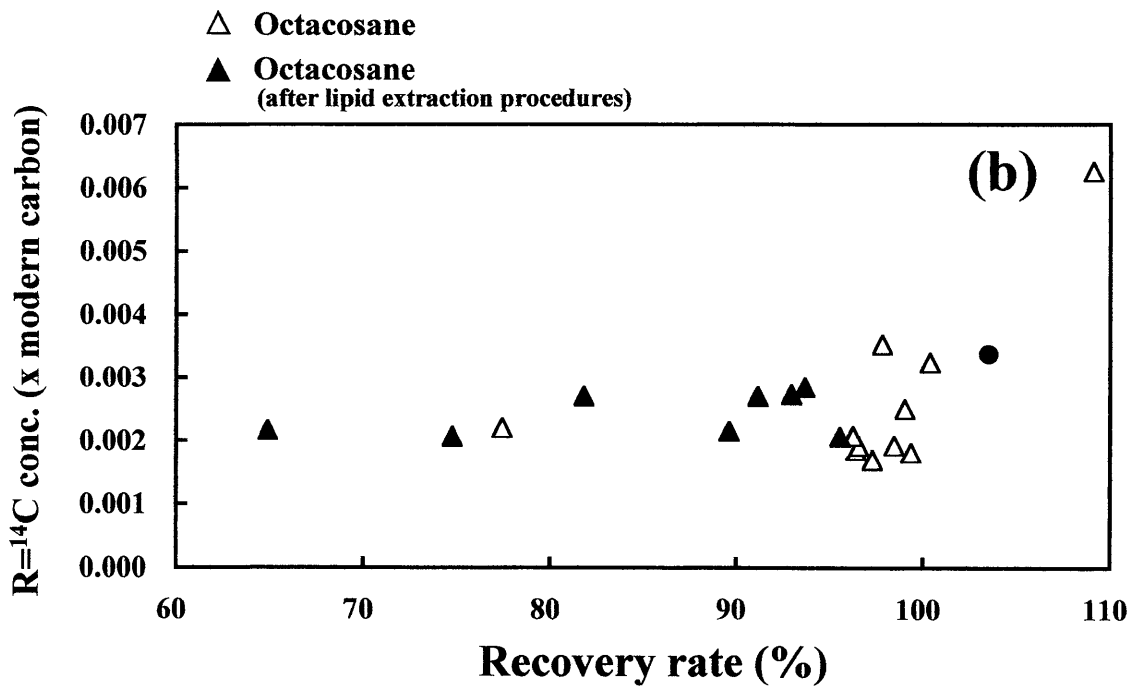 △ Octacosane
▲ Octacosane
(after lipid extraction procedures)
(b)
R=¹⁴C conc. (x modern carbon)
0.007
0.006
0.005
0.004
0.003
0.002
0.001
0.000
60 70 80 90 100 110
Recovery rate (%)